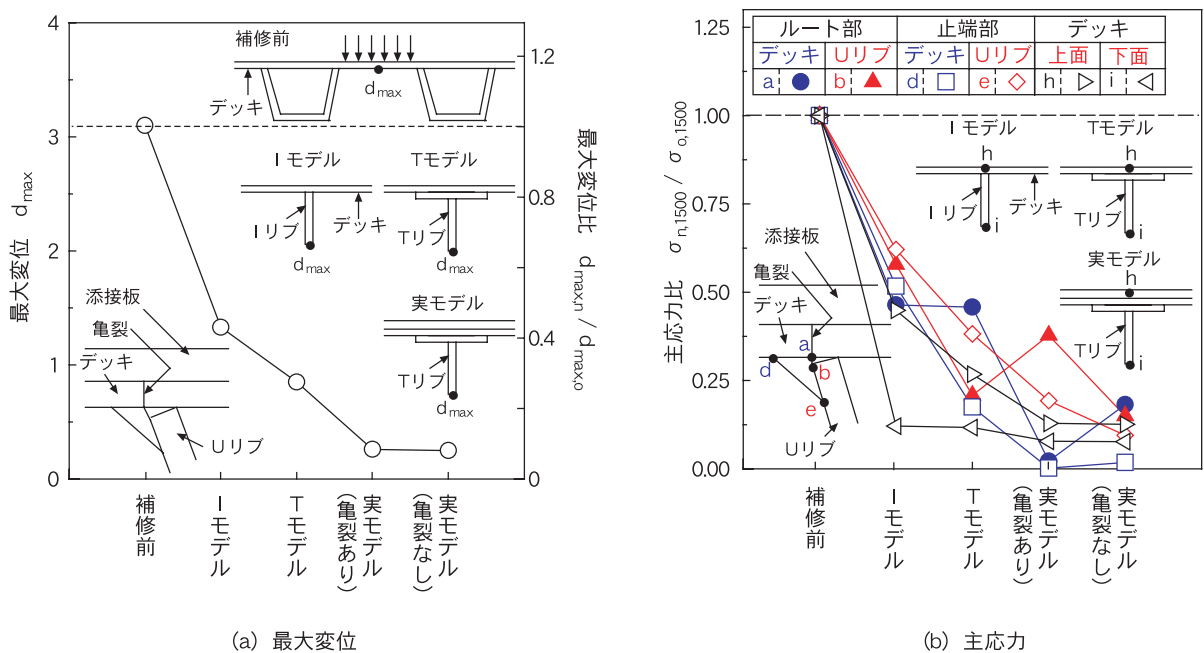 4
3
2
1
0
最大変位 dmax
1.2
1.0
0.8
0.6
0.4
0.2
0
最大変位比 dmax,n / dmax,o
補修前
dmax
デッキ
Iモデル
Tモデル
Iリブ
デッキ
Tリブ
dmax
dmax
実モデル
Tリブ
dmax
添接板
亀裂
デッキ
Uリブ
補修前
Iモデル
Tモデル
実モデル
(亀裂あり)
実モデル
(亀裂なし)
(a) 最大変位
1.25
1.00
0.75
0.50
0.25
0.00
主応力比 σn,1500 / σo,1500
ルート部 止端部 デッキ
デッキ Uリブ デッキ Uリブ 上面 下面
a b d e h i
Iモデル
Tモデル
h
h
Iリブ
デッキ
i
Tリブ
i
実モデル
h
Tリブ
i
添接板
亀裂
デッキ
a
d
b
e
Uリブ
補修前
Iモデル
Tモデル
実モデル
(亀裂あり)
実モデル
(亀裂なし)
(b) 主応力